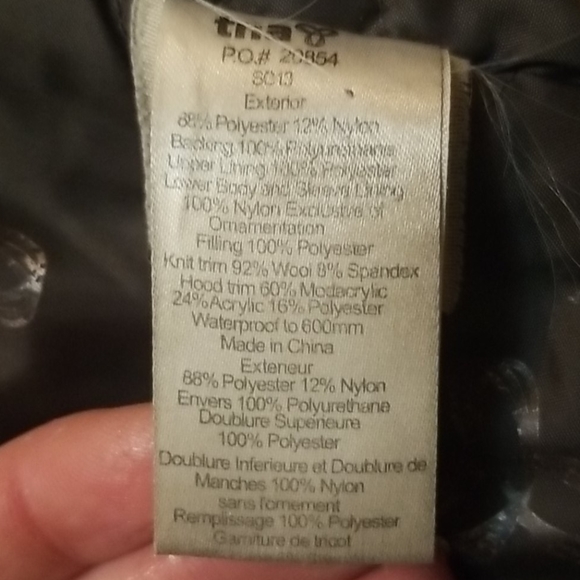 tna
P.O.# 20854
SC13
Exterior
88% Polyester 12% Nylon
Backing 100% Polyurethane
Upper Lining 100% Polyester
Lower Body and Sleeve Lining
100% Nylon Exclusive of
Ornamentation
Filling 100% Polyester
Knit trim 92% Wool 8% Spandex
Hood trim 60% Modacrylic
24% Acrylic 16% Polyester
Waterproof to 600mm
Made in China
Exterieur
88% Polyester 12% Nylon
Envers 100% Polyurethane
Doublure Superieure
100% Polyester
Doublure Inferieure et Doublure de
Manches 100% Nylon
sans l'ornement
Remplissage 100% Polyester
Garniture de tricot